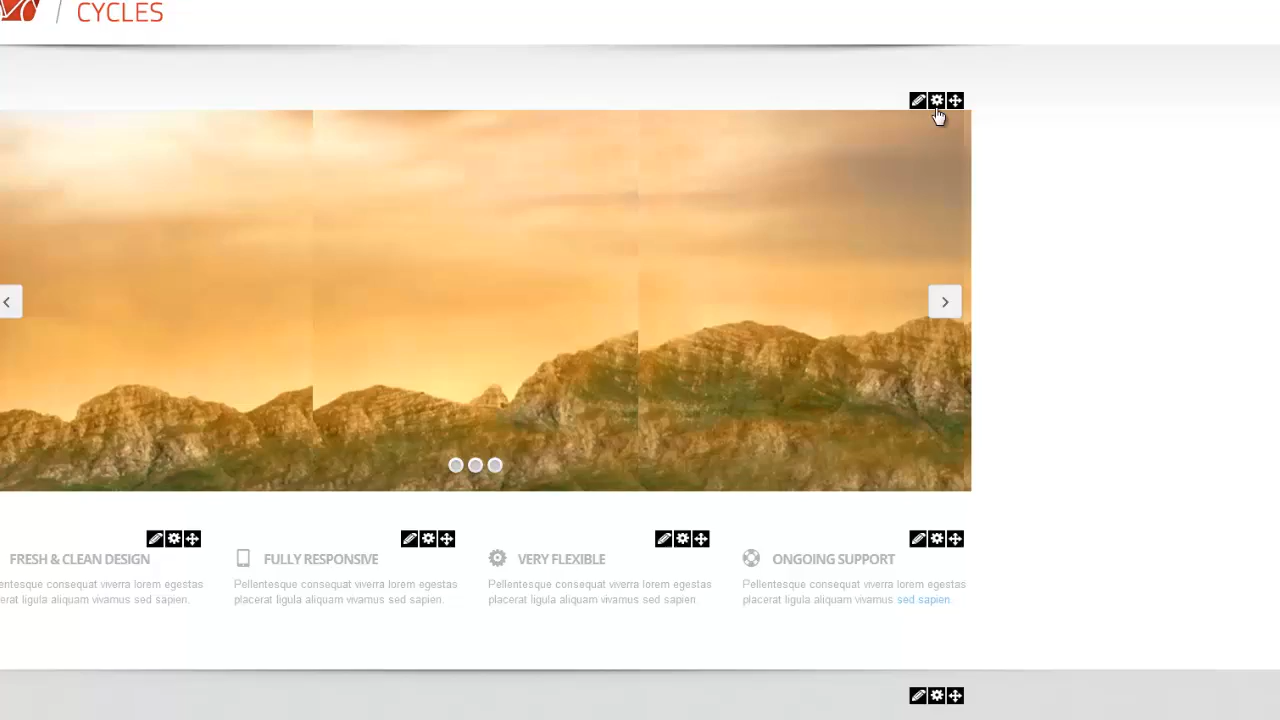 CYCLES
FRESH & CLEAN DESIGN
FULLY RESPONSIVE
VERY FLEXIBLE
ONGOING SUPPORT
entesque consequat viverra lorem egestas
erat ligula aliquam vivamus sed sapien.
Pellentesque consequat viverra lorem egestas
placerat ligula aliquam vivamus sed semper.
Pellentesque consequat viverra lorem egestas
placerat ligula aliquam vivamus sed sapien.
Pellentesque consequat viverra lorem egestas
placerat ligula aliquam vivamus sed sapien.